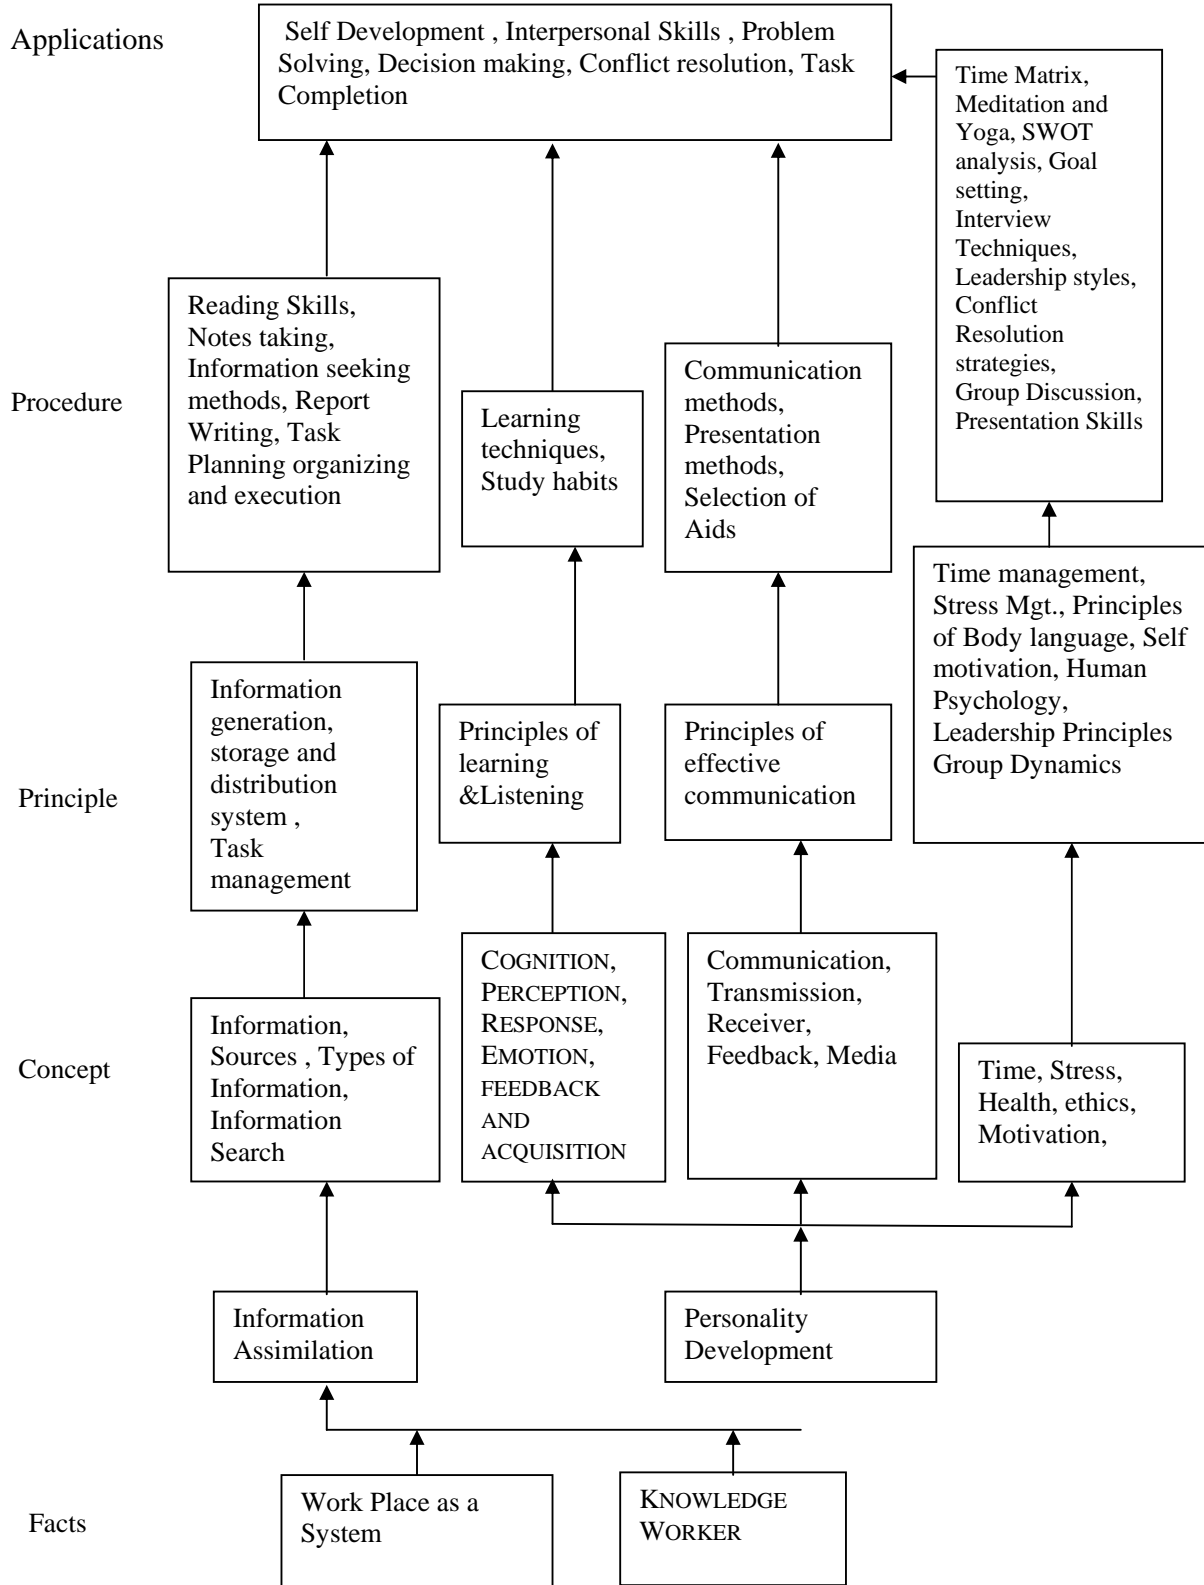 Applications
Self Development , Interpersonal Skills , Problem
Solving, Decision making, Conflict resolution, Task
Completion
Time Matrix,
Meditation and
Yoga, SWOT
analysis, Goal
setting,
Interview
Techniques,
Leadership styles,
Conflict
Resolution
strategies,
Group Discussion,
Presentation Skills
Procedure
Reading Skills,
Notes taking,
Information seeking
methods, Report
Writing, Task
Planning organizing
and execution
Learning
techniques,
Study habits
Communication
methods,
Presentation
methods,
Selection of
Aids
Time management,
Stress Mgt., Principles
of Body language, Self
motivation, Human
Psychology,
Leadership Principles
Group Dynamics
Principle
Information
generation,
storage and
distribution
system ,
Task
management
Principles of
learning
&Listening
Principles of
effective
communication
Concept
Information,
Sources , Types of
Information,
Information
Search
COGNITION,
PERCEPTION,
RESPONSE,
EMOTION,
FEEDBACK
AND
ACQUISITION
Communication,
Transmission,
Receiver,
Feedback, Media
Time, Stress,
Health, ethics,
Motivation,
Information
Assimilation
Personality
Development
Facts
Work Place as a
System
KNOWLEDGE
WORKER